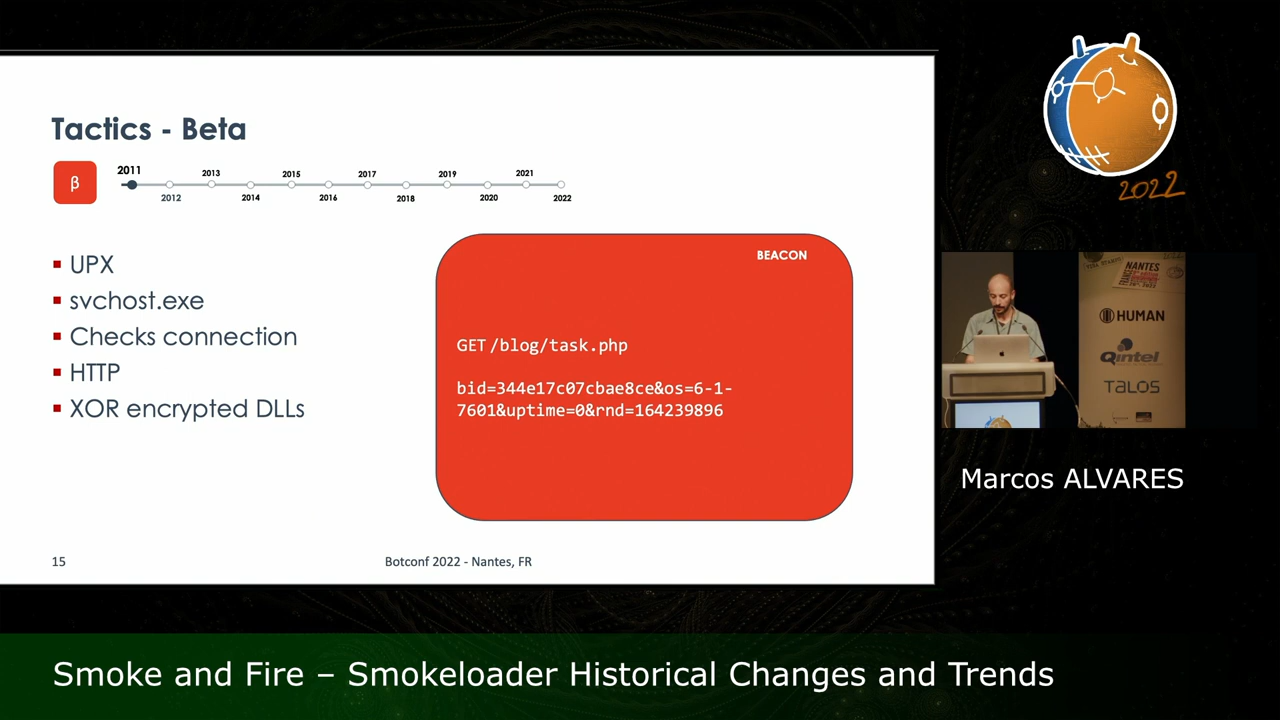 Tactics - Beta
β
2011
2013
2015
2017
2019
2021
2012
2014
2016
2018
2020
2022
UPX
svchost.exe
Checks connection
HTTP
XOR encrypted DLLs
BEACON
GET /blog/task.php
bid=344e17c07cbae8ce&os=6-1-
7601&uptime=0&rnd=164239896
15
Botconf 2022 - Nantes, FR
2022
NANTES
HUMAN
Qintel
TALOS
Marcos ALVARES
Smoke and Fire – Smokeloader Historical Changes and Trends